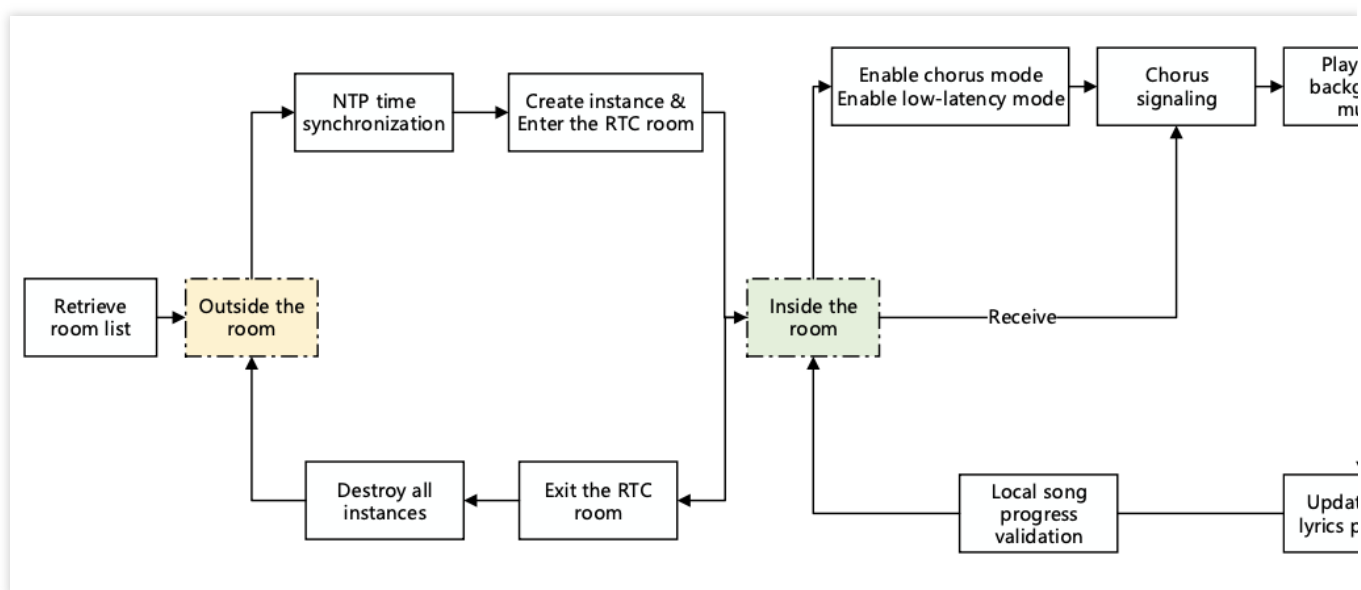 NTP time
synchronization
Create instance &
Enter the RTC room
Enable chorus mode
Enable low-latency mode
Chorus
signaling
Play
Retrieve
room list
Outside the
room
Inside the
room
Receive
Destroy all
instances
Exit the RTC
room
Local song
progress
validation
lyrics